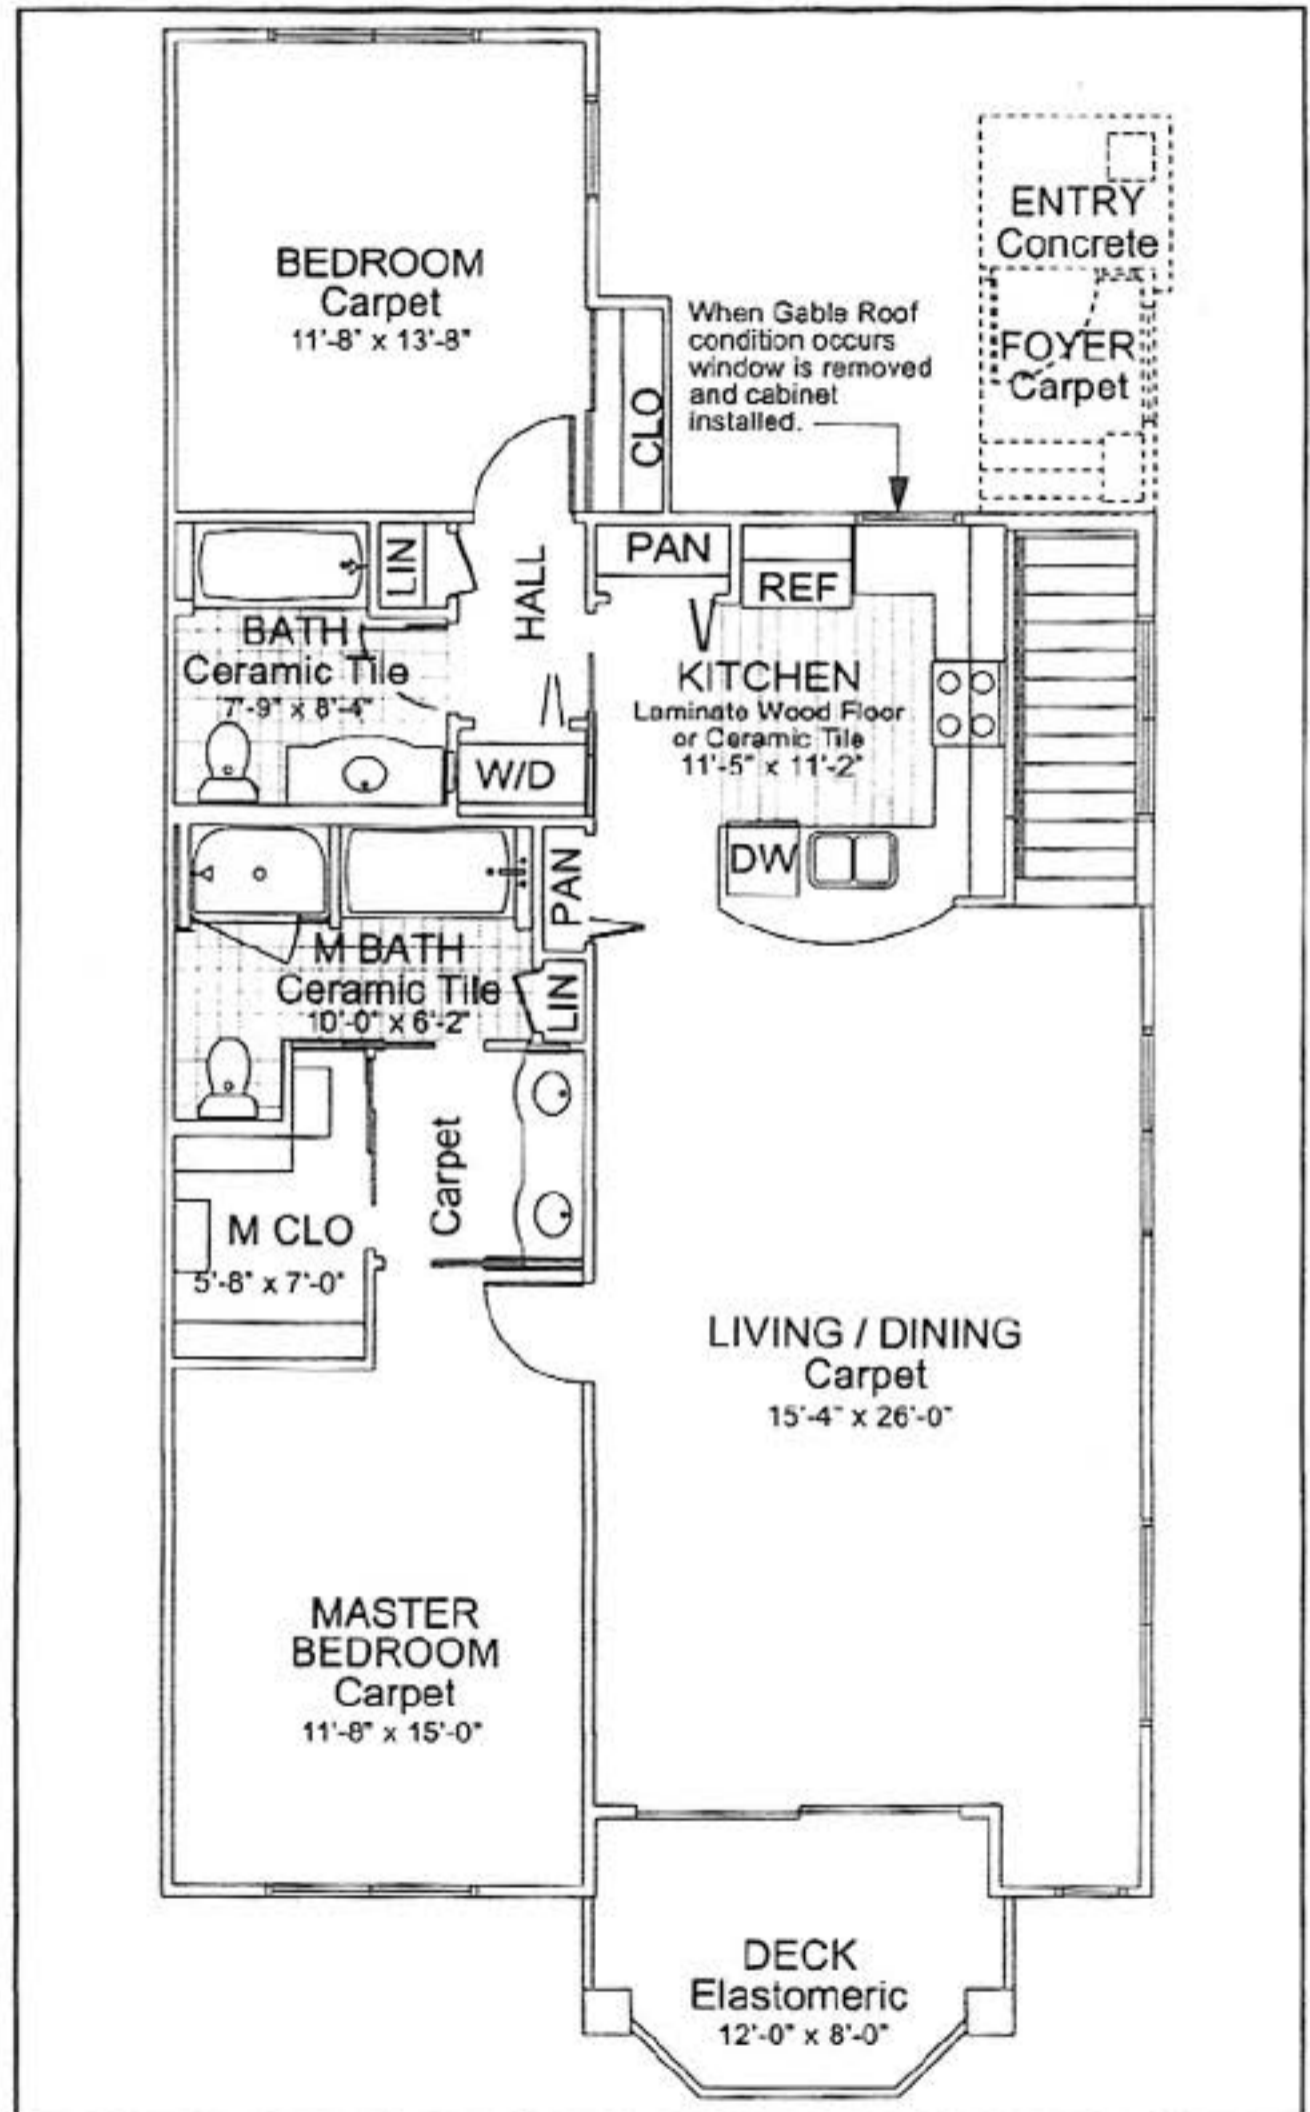 BEDROOM
Carpet
11'-8" x 13'-8"
ENTRY
Concrete
FOYER
Carpet
When Gable Roof
condition occurs
window is removed
and cabinet
installed.
CLO
LIN
HALL
PAN
REF
BATH
Ceramic Tile
7'-9" x 8'-4"
KITCHEN
Laminate Wood Floor
or Ceramic Tile
11'-5" x 11'-2"
W/D
DW
PAN
M BATH
Ceramic Tile
10'-0" x 6'-2"
LIN
Carpet
M CLO
5'-8" x 7'-0"
LIVING / DINING
Carpet
15'-4" x 26'-0"
MASTER
BEDROOM
Carpet
11'-8" x 15'-0"
DECK
Elastomeric
12'-0" x 8'-0"